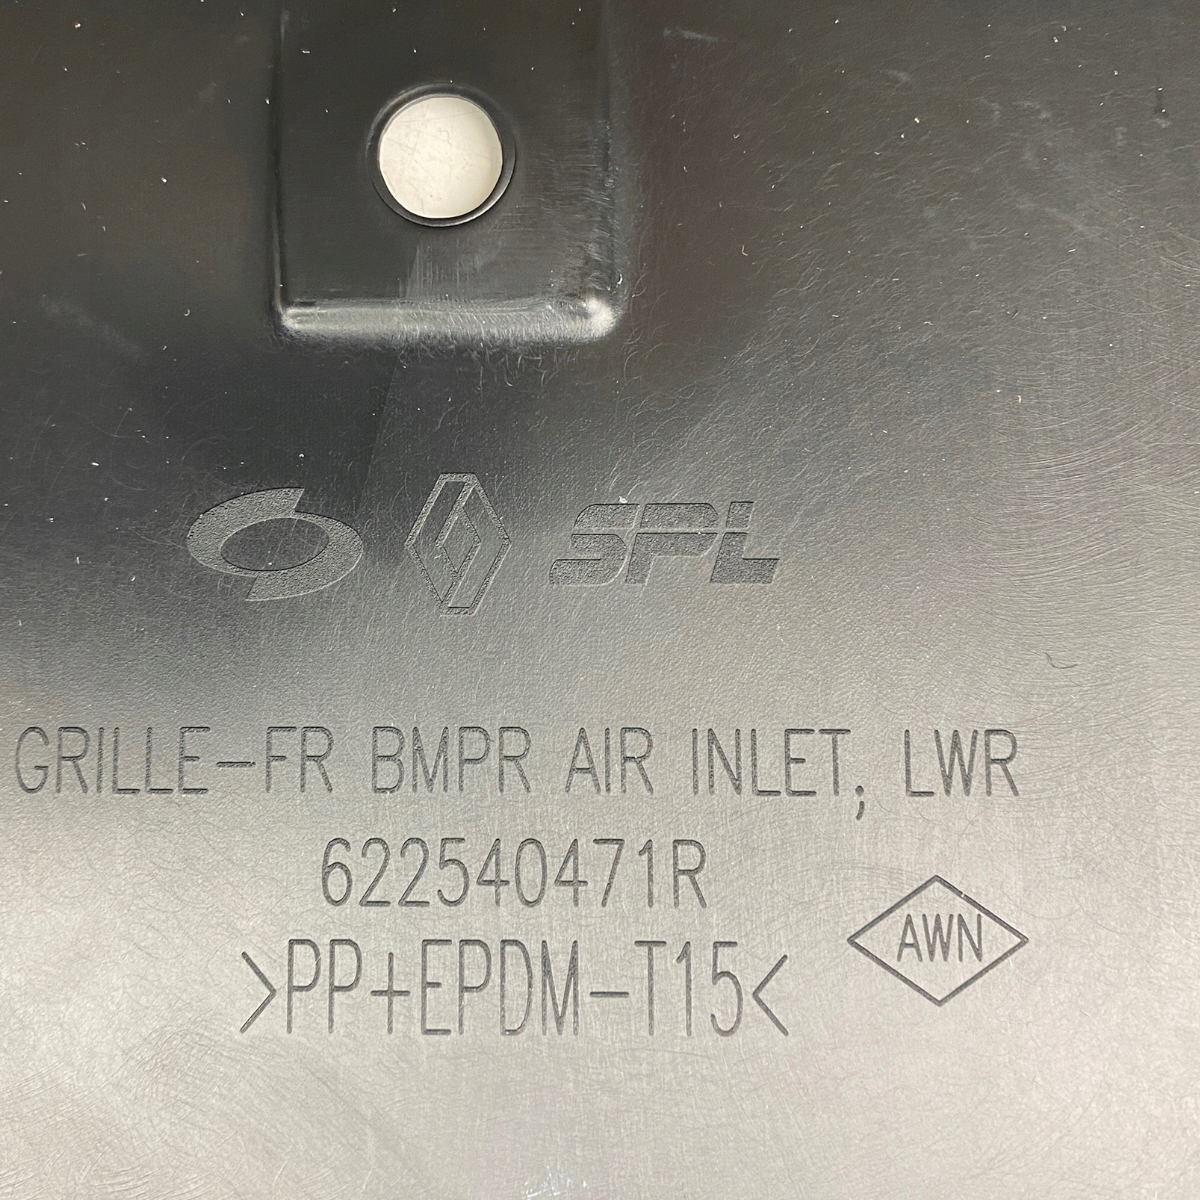 SPL
GRILLE-FR BMPR AIR INLET, LWR
622540471R
>PP+EPDM-T15<
AWN